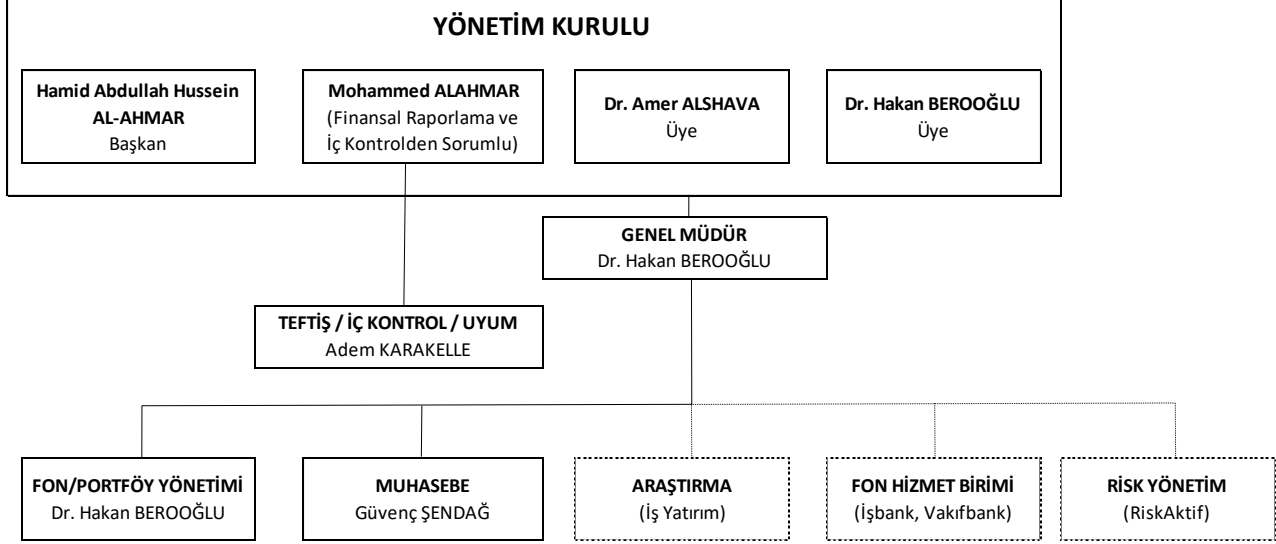 YÖNETİM KURULU
Hamid Abdullah Hussein
AL-AHMAR
Başkan
Mohammed ALAHMAR
(Finansal Raporlama ve
İç Kontrolden Sorumlu)
Dr. Amer ALSHAVA
Üye
Dr. Hakan BEROOĞLU
Üye
GENEL MÜDÜR
Dr. Hakan BEROOĞLU
TEFTİŞ / İÇ KONTROL / UYUM
Adem KARAKELLE
FON/PORTFÖY YÖNETİMİ
Dr. Hakan BEROOĞLU
MUHASEBE
Güvenç ŞENDAĞ
ARAŞTIRMA
(İş Yatırım)
FON HİZMET BİRİMİ
(İşbank, Vakıfbank)
RİSK YÖNETİM
(RiskAktif)